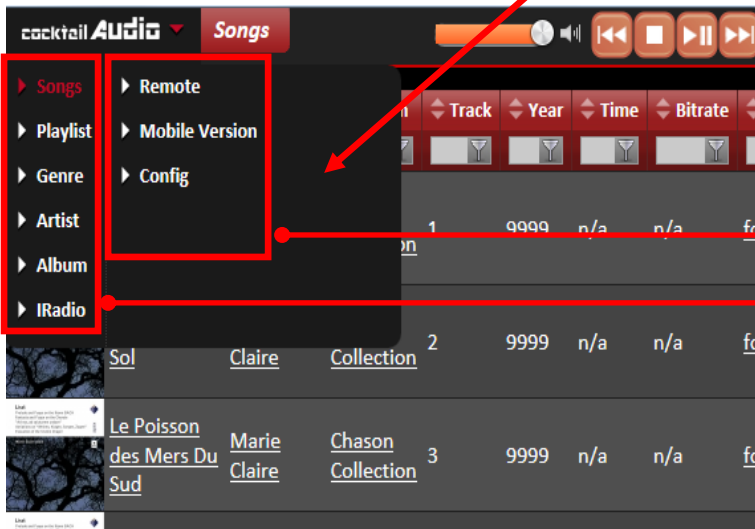 cocktail Audio Songs
Songs Remote
Playlist Mobile Version
Genre Config
Artist
Album
IRadio
Track Year Time Bitrate
1 9999 n/a n/a
on
Sol Claire Collection 2 9999 n/a n/a
Le Poisson des Mers Du Sud
Marie Claire
Chason Collection
3 9999 n/a n/a